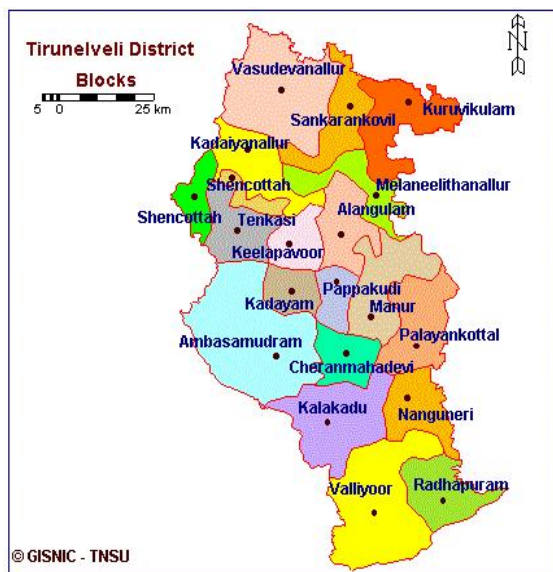 Tirunelveli District
Blocks
5 0 25 km
N
Vasudevanallur
Kuruvikulam
Sankarankovil
Kadaiyanallur
Shencottah
Melaneelithanallur
Shencottah
Alangulam
Tenkasi
Keelapavoor
Pappakudi
Kadayam
Manur
Ambasamudram
Palayankottal
Cheranmahadevi
Kalakadu
Nanguneri
Valliyoor
Radhapuram
© GISNIC - TNSU